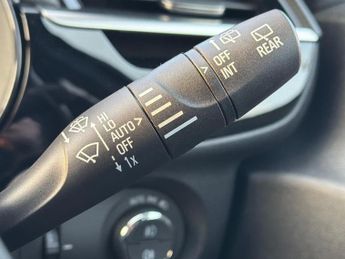 REAR
OFF
INT
HI
LO
AUTO >
OFF
1x